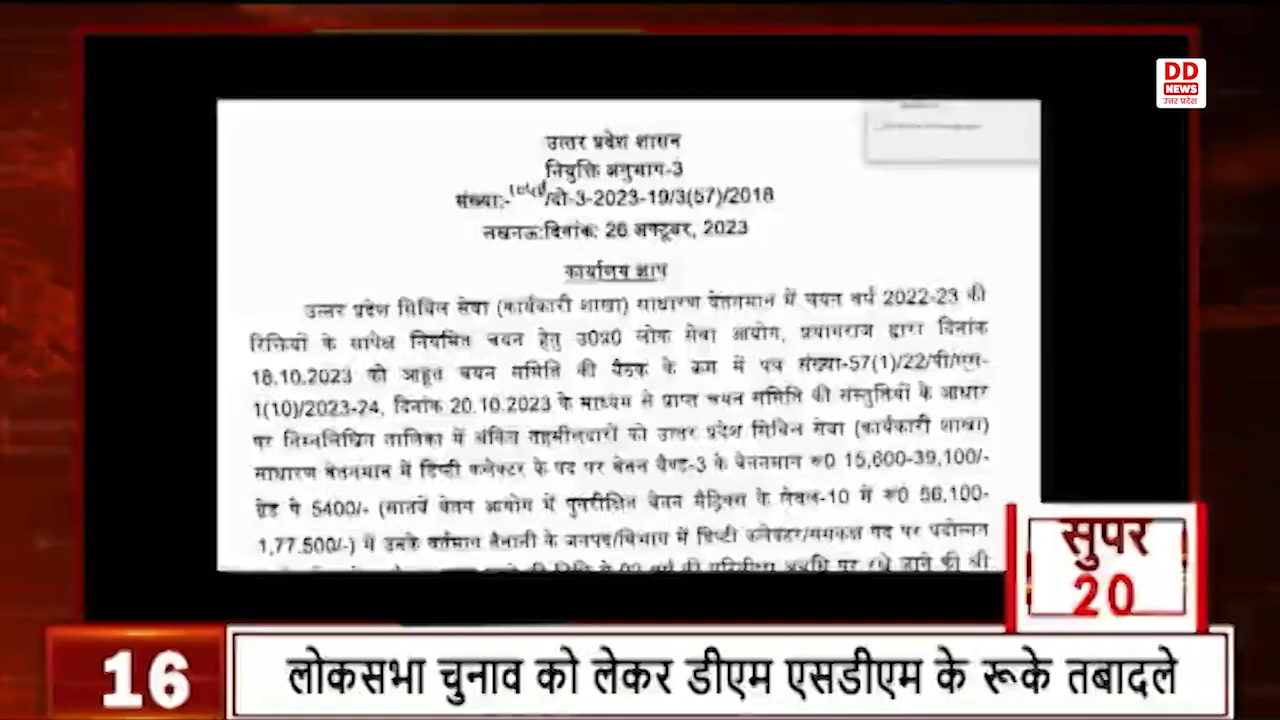 DD
NEWS
उत्तर प्रदेश
उत्तर प्रदेश शासन
नियुक्ति अनुभाग-3
संख्या:- /दो-3-2023-19/3(57)/2018
लखनऊ:दिनांक: 26 अक्टूबर, 2023
कार्यालय ज्ञाप
उत्तर प्रदेश सिविल सेवा (कार्यकारी शाखा) साधारण वेतनमान में चयन वर्ष 2022-23 की
रिक्तियों के सापेक्ष नियमित चयन हेतु उ0प्र0 लोक सेवा आयोग, प्रयागराज द्वारा दिनांक
18.10.2023 को आहूत चयन समिति की बैठक के क्रम में पत्र संख्या-57(1)/22/पी/एस-
1(10)/2023-24, दिनांक 20.10.2023 के माध्यम से प्राप्त चयन समिति की संस्तुतियों के आधार
पर निम्नलिखित तालिका में अंकित तहसीलदारों को उत्तर प्रदेश सिविल सेवा (कार्यकारी शाखा)
साधारण वेतनमान में डिप्टी कलेक्टर के पद पर वेतन बैण्ड-3 के वेतनमान रू0 15,600-39,100/-
ग्रेड पे 5400/- (सातवें वेतन आयोग में पुनरीक्षित वेतन मैट्रिक्स के लेवल-10 में रू0 56,100-
1,77,500/-) में उनके वर्तमान तैनाती के जनपद/विभाग में डिप्टी कलेक्टर/समकक्ष पद पर पदोन्नत
सुपर
20
16
लोकसभा चुनाव को लेकर डीएम एसडीएम के रूके तबादले